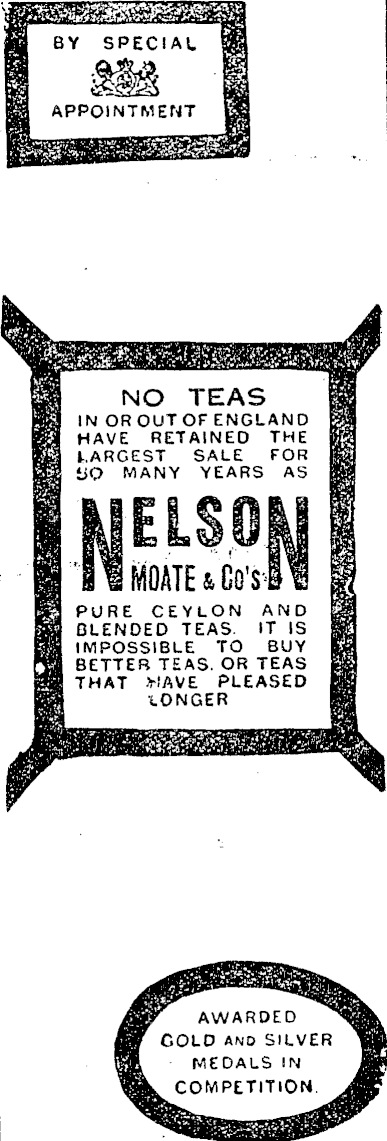 BY SPECIAL
APPOINTMENT
NO TEAS
IN OR OUT OF ENGLAND
HAVE RETAINED THE
LARGEST SALE FOR
SO MANY YEARS AS
NELSON
MOATE & Co's
PURE CEYLON AND
BLENDED TEAS. IT IS
IMPOSSIBLE TO BUY
BETTER TEAS, OR TEAS
THAT HAVE PLEASED
LONGER
AWARDED
GOLD AND SILVER
MEDALS IN
COMPETITION.